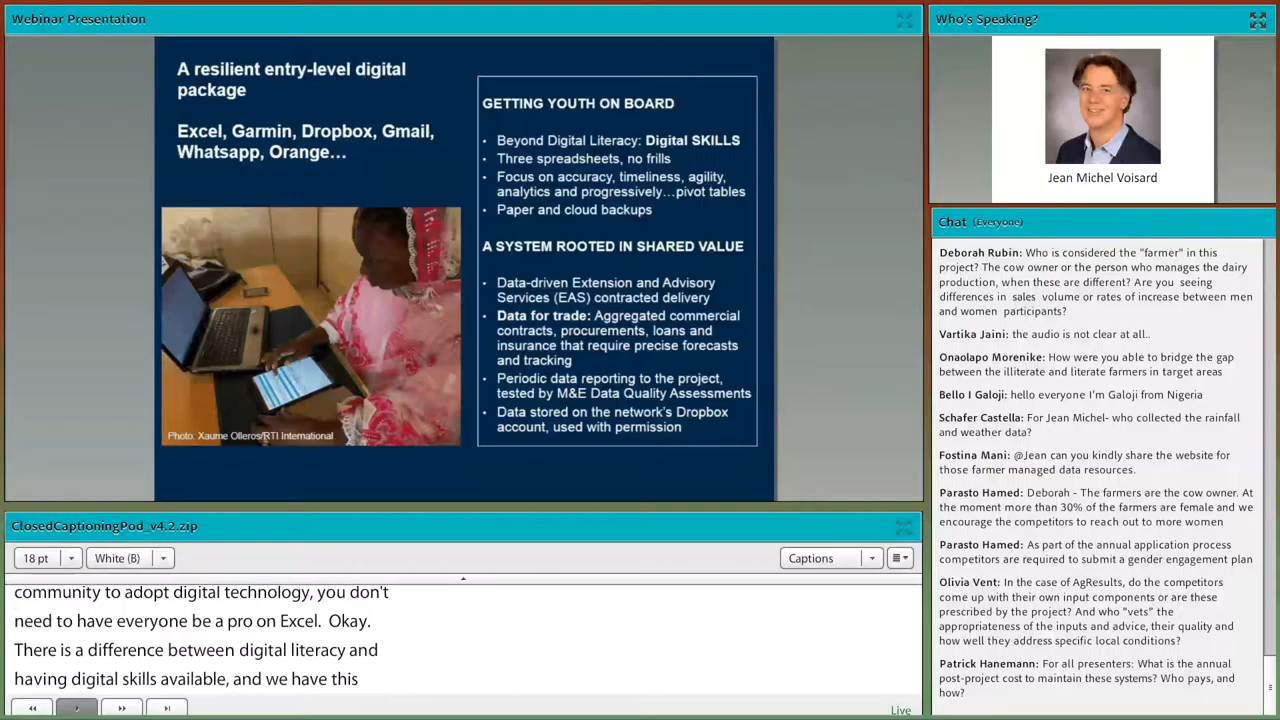 Webinar Presentation
A resilient entry-level digital
package
Excel, Garmin, Dropbox, Gmail,
Whatsapp, Orange…
Photo: Xaume Olleros/RTI International
GETTING YOUTH ON BOARD
• Beyond Digital Literacy: Digital SKILLS
• Three spreadsheets, no frills
• Focus on accuracy, timeliness, agility,
analytics and progressively…pivot tables
• Paper and cloud backups
A SYSTEM ROOTED IN SHARED VALUE
• Data-driven Extension and Advisory
Services (EAS) contracted delivery
• Data for trade: Aggregated commercial
contracts, procurements, loans and
insurance that require precise forecasts
and tracking
• Periodic data reporting to the project,
tested by M&E Data Quality Assessments
• Data stored on the network's Dropbox
account, used with permission
ClosedCaptioningPod_v4.2.zip
18 pt
White (B)
Captions
community to adopt digital technology, you don't
need to have everyone be a pro on Excel. Okay.
There is a difference between digital literacy and
having digital skills available, and we have this
Live
Who's Speaking?
Jean Michel Voisard
Chat (Everyone)
Deborah Rubin: Who is considered the "farmer" in this
project? The cow owner or the person who manages the dairy
production, when these are different? Are you seeing
differences in sales volume or rates of increase between men
and women participants?
Vartika Jaini: the audio is not clear at all..
Onaolapo Morenike: How were you able to bridge the gap
between the illiterate and literate farmers in target areas
Bello I Galoji: hello everyone I'm Galoji from Nigeria
Schafer Castella: For Jean Michel- who collected the rainfall
and weather data?
Fostina Mani: @Jean can you kindly share the website for
those farmer managed data resources.
Parasto Hamed: Deborah - The farmers are the cow owner. At
the moment more than 30% of the farmers are female and we
encourage the competitors to reach out to more women
Parasto Hamed: As part of the annual application process
competitors are required to submit a gender engagement plan
Olivia Vent: In the case of AgResults, do the competitors
come up with their own input components or are these
prescribed by the project? And who "vets" the
appropriateness of the inputs and advice, their quality and
how well they address specific local conditions?
Patrick Hanemann: For all presenters: What is the annual
post-project cost to maintain these systems? Who pays, and
how?